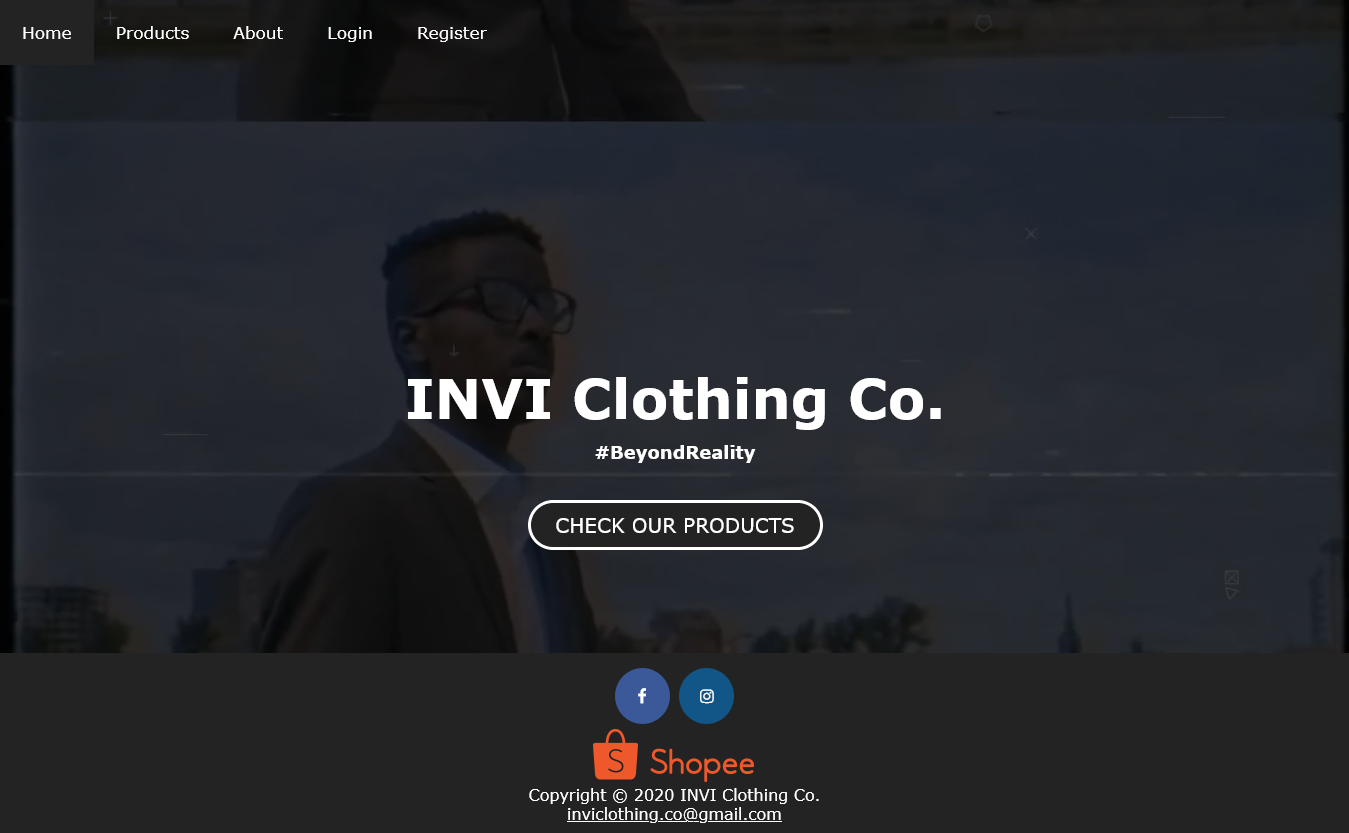 Home Products About Login Register
INVI Clothing Co.
#BeyondReality
CHECK OUR PRODUCTS
Shopee
Copyright © 2020 INVI Clothing Co.
inviclothing.co@gmail.com